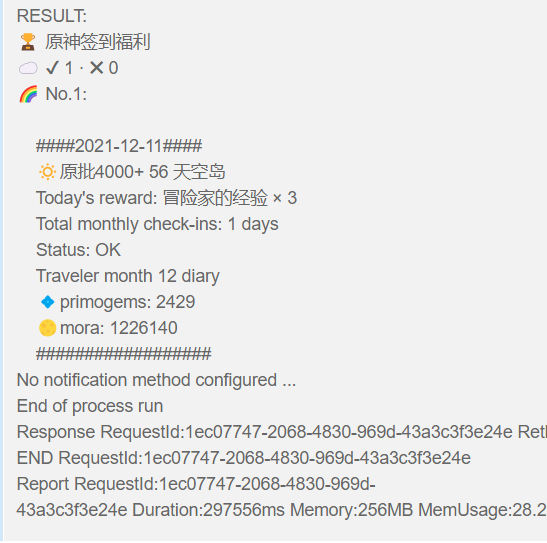 RESULT:
🏆 原神签到福利
☁️ ✔ 1 · ✖ 0
🌈 No.1:
####2021-12-11####
🔅原批4000+ 56 天空岛
Today's reward: 冒险家的经验 × 3
Total monthly check-ins: 1 days
Status: OK
Traveler month 12 diary
💠primogems: 2429
🌕mora: 1226140
##################
No notification method configured ...
End of process run
Response RequestId:1ec07747-2068-4830-969d-43a3c3f3e24e Ret
END RequestId:1ec07747-2068-4830-969d-43a3c3f3e24e
Report RequestId:1ec07747-2068-4830-969d-
43a3c3f3e24e Duration:297556ms Memory:256MB MemUsage:28.2